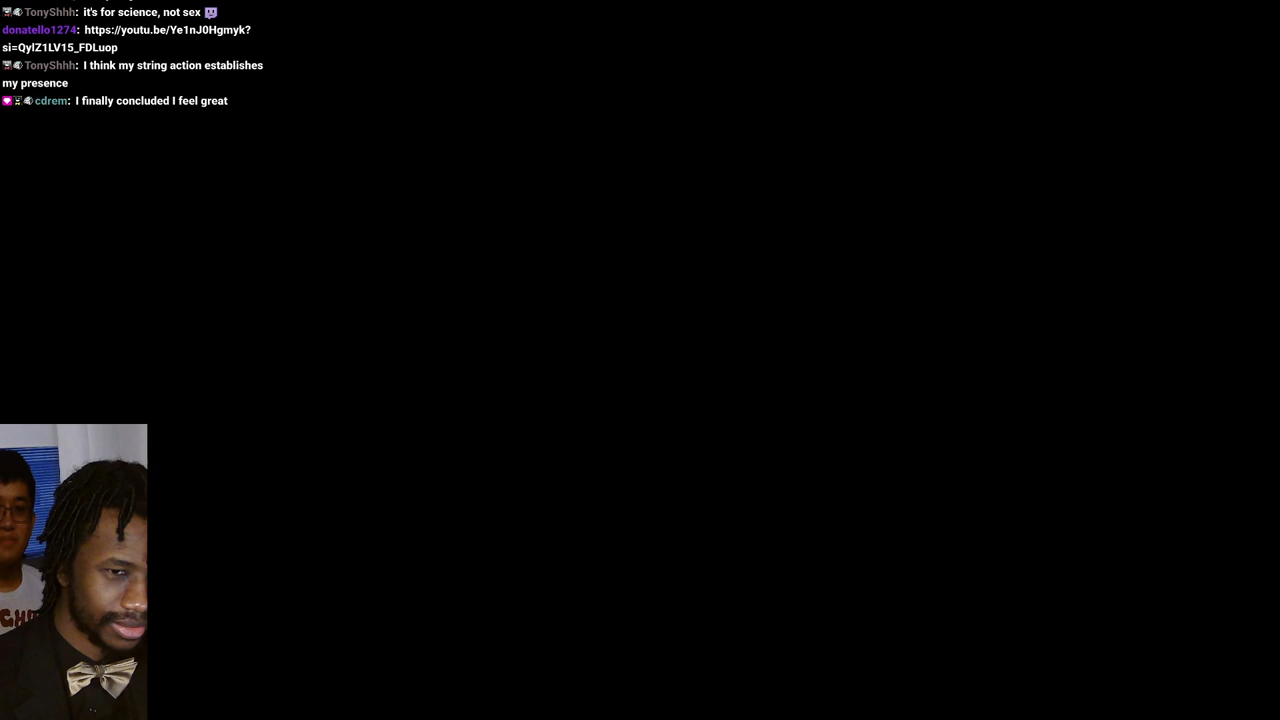 TonyShhh: it's for science, not sex
donatello1274: https://youtu.be/Ye1nJ0Hgmyk?
si=QylZ1LV15_FDLuop
TonyShhh: I think my string action establishes
my presence
cdrem: I finally concluded I feel great